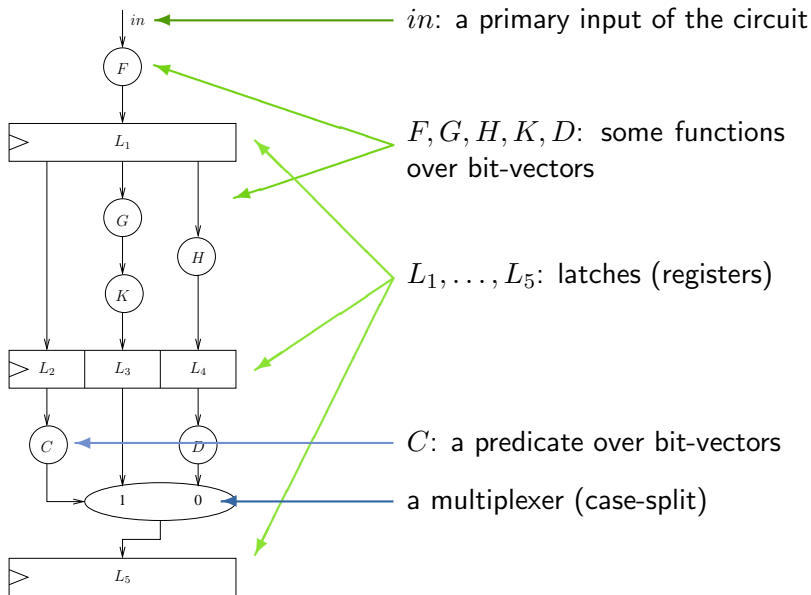 in
in: a primary input of the circuit
F
L₁
F, G, H, K, D: some functions
over bit-vectors
G
H
L₁, . . . , L₅: latches (registers)
K
L₂ L₃ L₄
C D
C: a predicate over bit-vectors
1 0
a multiplexer (case-split)
L₅